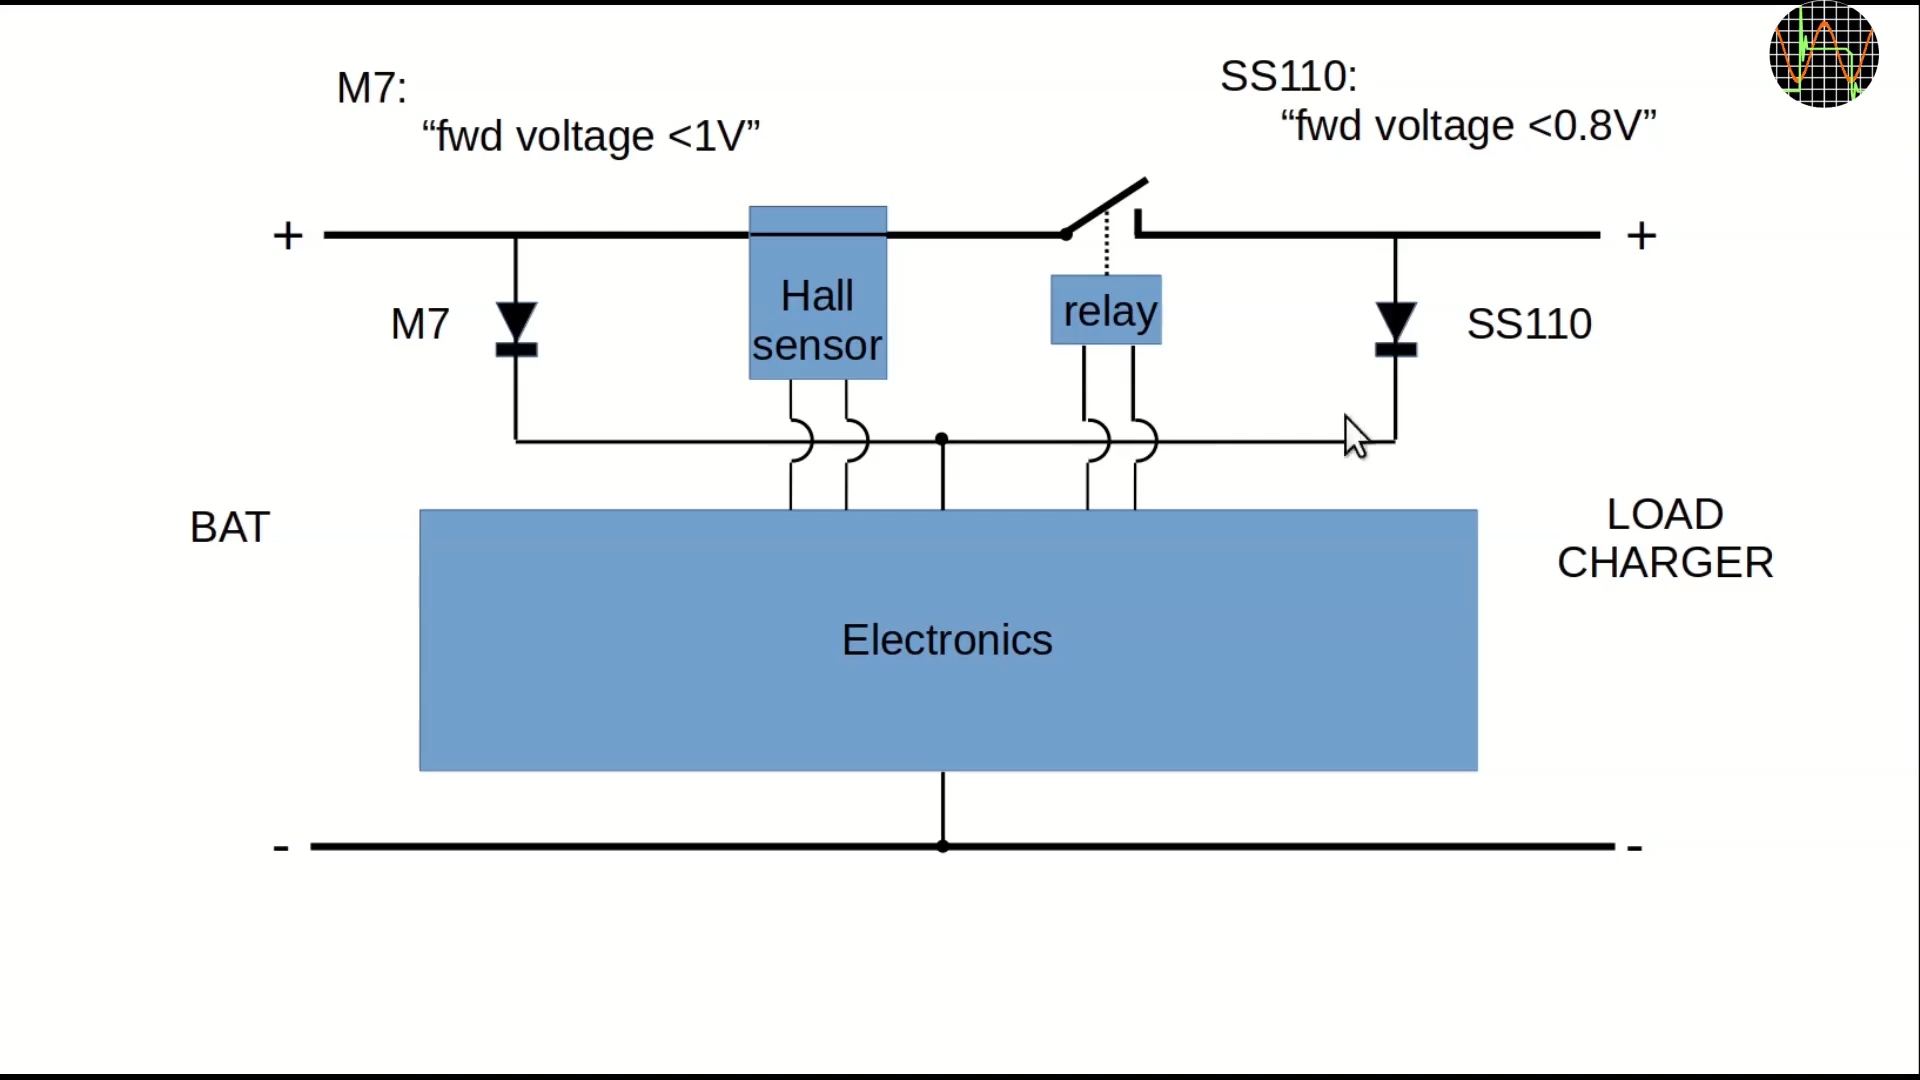 M7:
“fwd voltage <1V”
SS110:
“fwd voltage <0.8V”
+
+
Hall
sensor
relay
M7
SS110
BAT
LOAD
CHARGER
Electronics
-
-